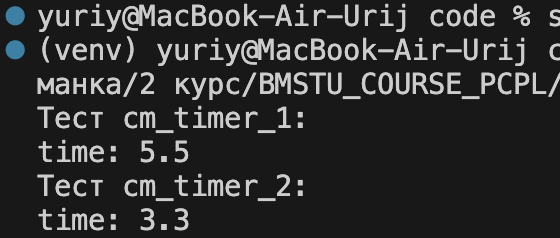 yuriy@MacBook-Air-Urij code %
(venv) yuriy@MacBook-Air-Urij
манка/2 курс/BMSTU_COURSE_PCPL/
Тест cm_timer_1:
time: 5.5
Тест cm_timer_2:
time: 3.3